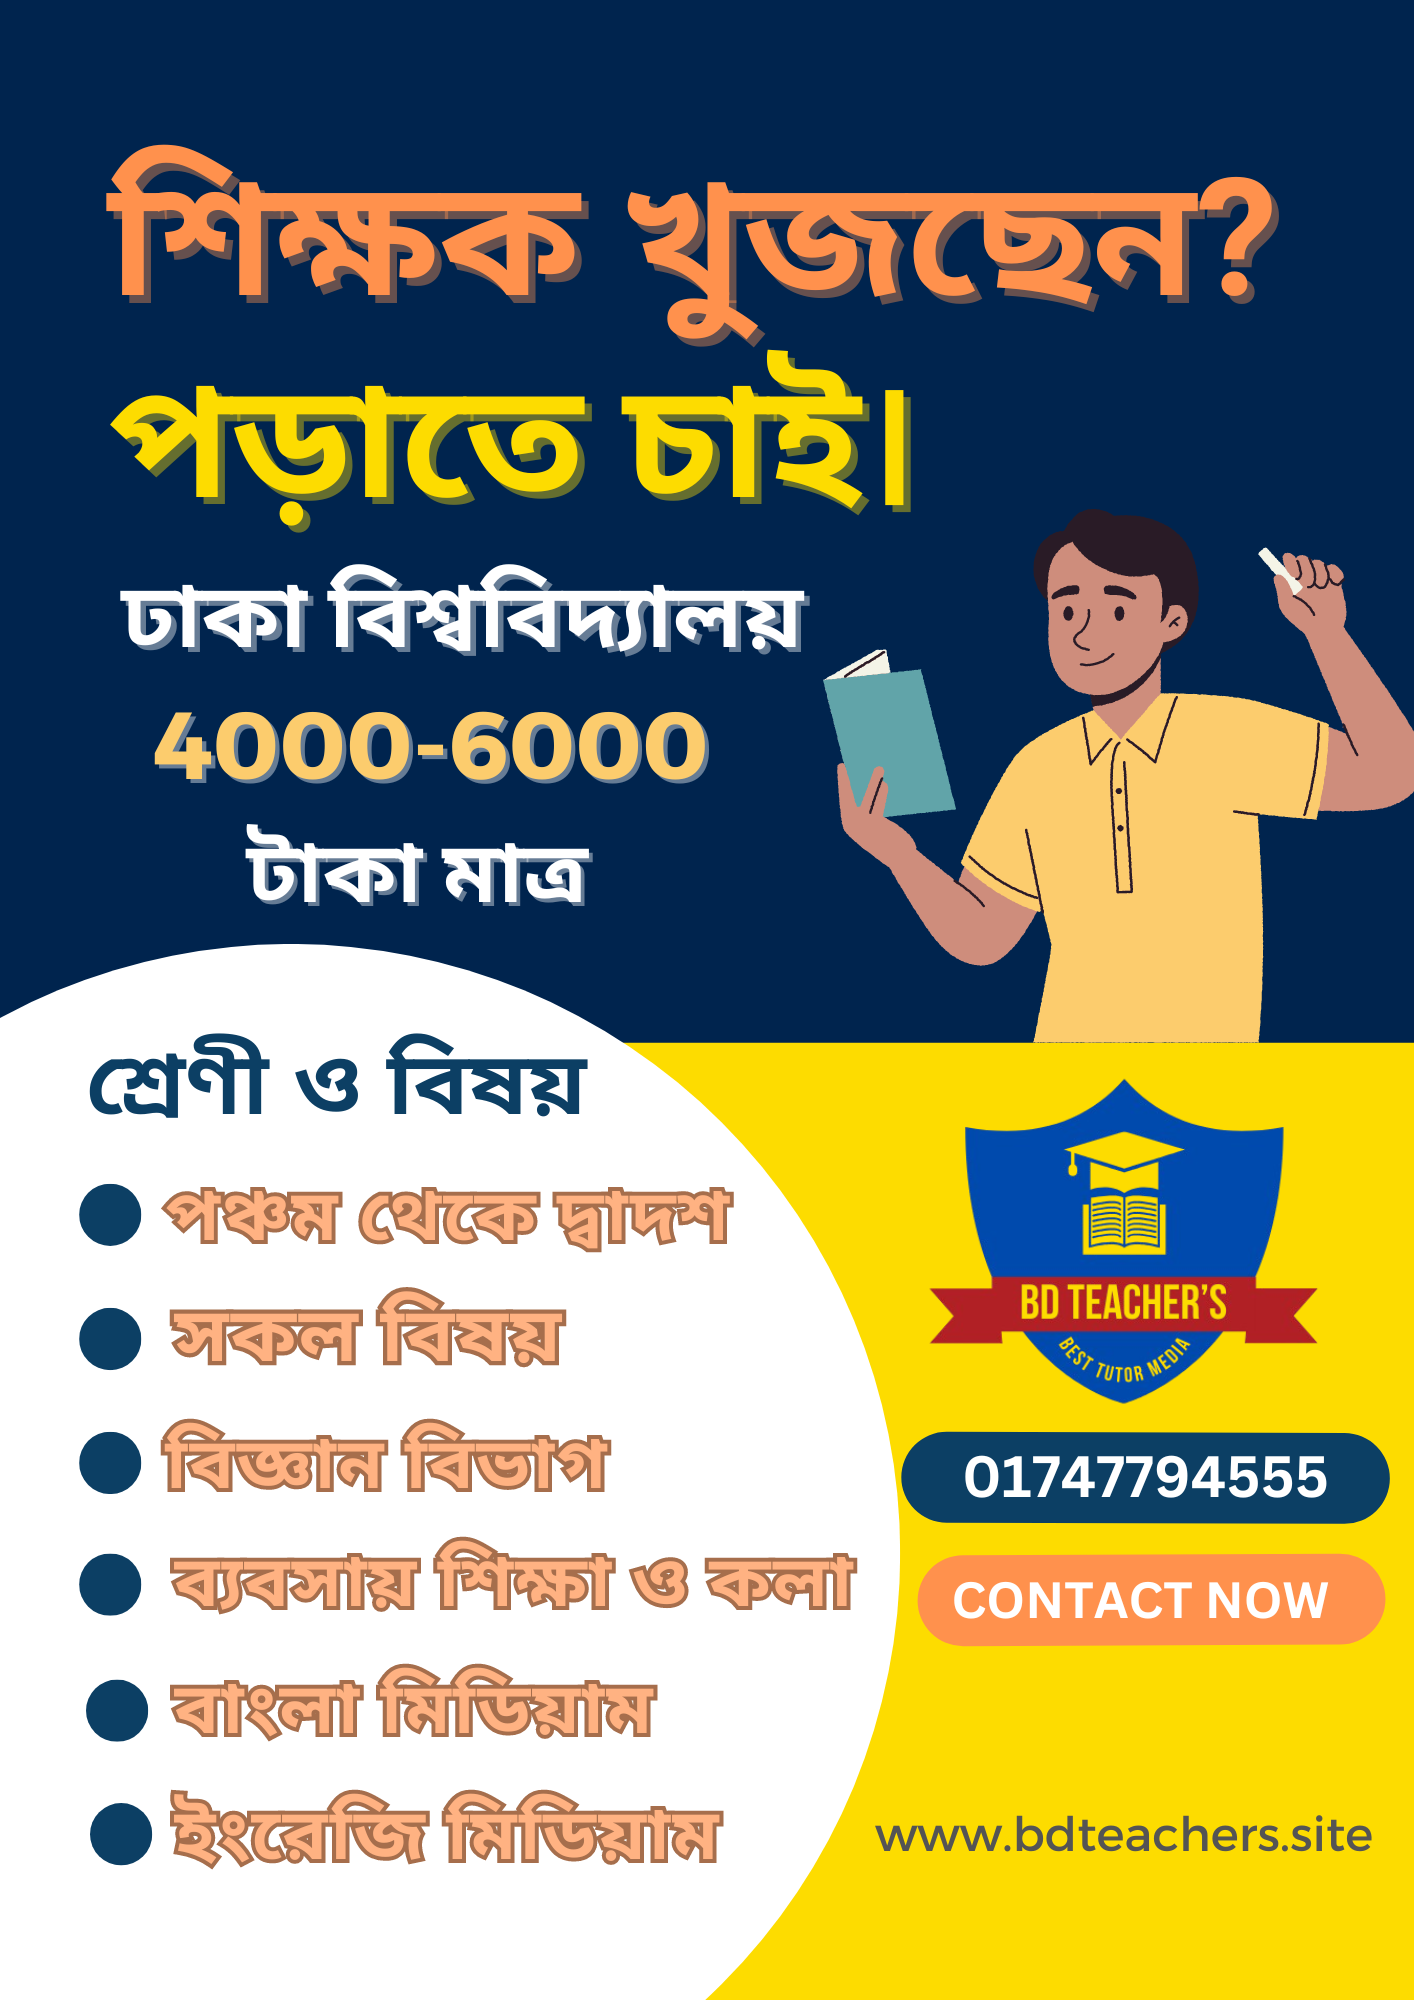 শিক্ষক খুজছেন?
পড়াতে চাই।
ঢাকা বিশ্ববিদ্যালয়
4000-6000
টাকা মাত্র
শ্রেণী ও বিষয়
পঞ্চম থেকে দ্বাদশ
সকল বিষয়
বিজ্ঞান বিভাগ
ব্যবসায় শিক্ষা ও কলা
বাংলা মিডিয়াম
ইংরেজি মিডিয়াম
BD TEACHER'S
BEST TUTOR MEDIA
01747794555
CONTACT NOW
www.bdteachers.site